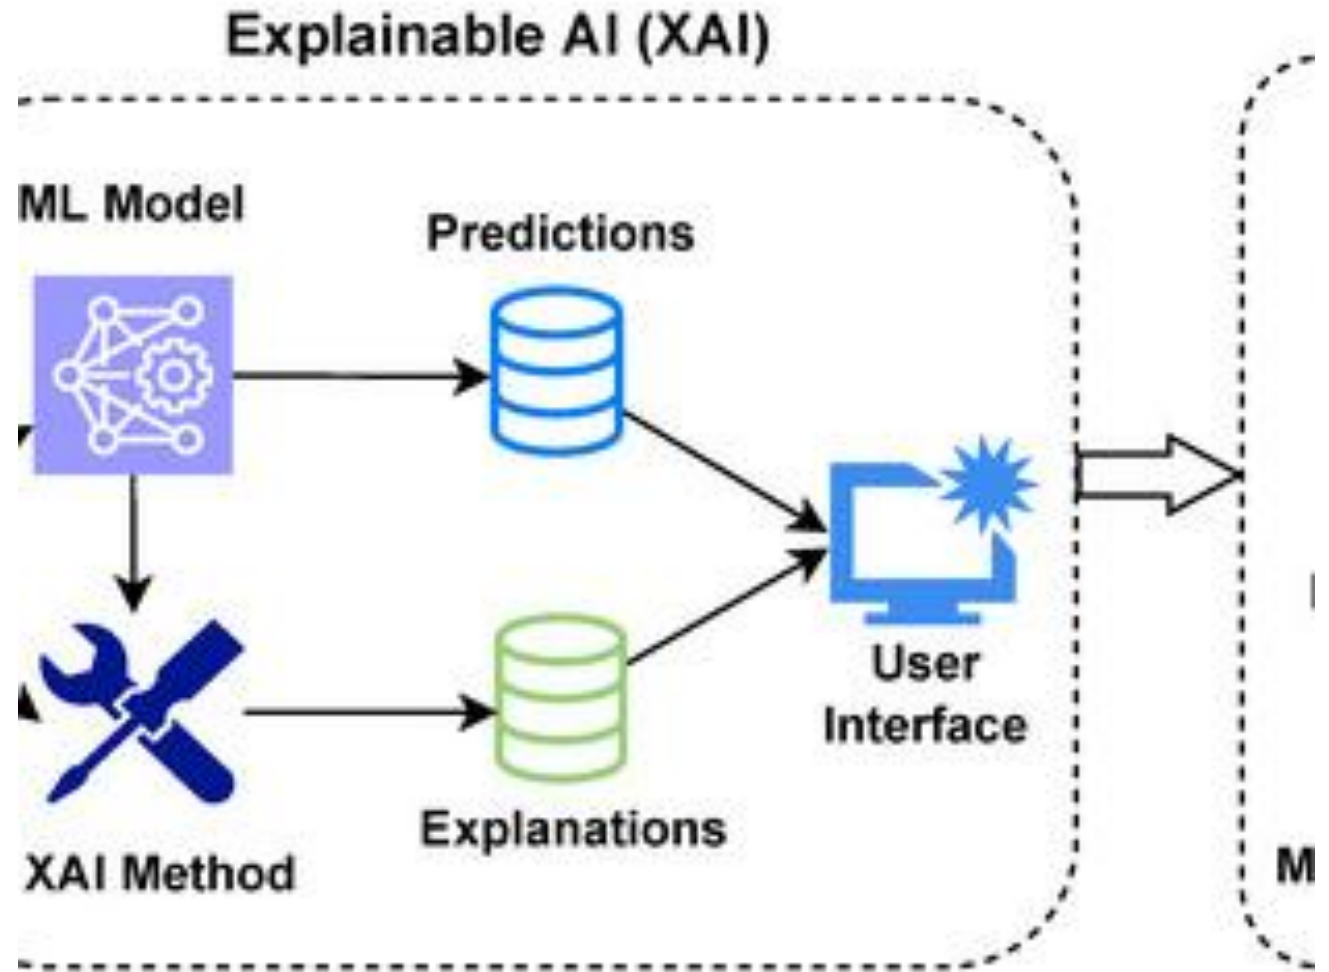 Explainable AI (XAI)
ML Model
Predictions
User
Interface
Explanations
XAI Method
M